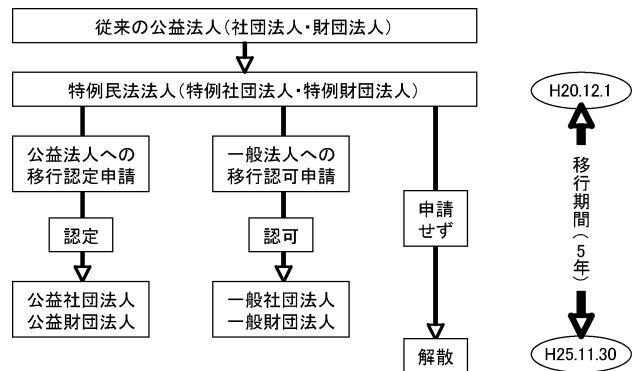 従来の公益法人(社団法人・財団法人)
特例民法法人(特例社団法人・特例財団法人)
公益法人への
移行認定申請
認定
公益社団法人
公益財団法人
一般法人への
移行認可申請
認可
一般社団法人
一般財団法人
申請
せず
解散
H20.12.1
移行期間(5年)
H25.11.30